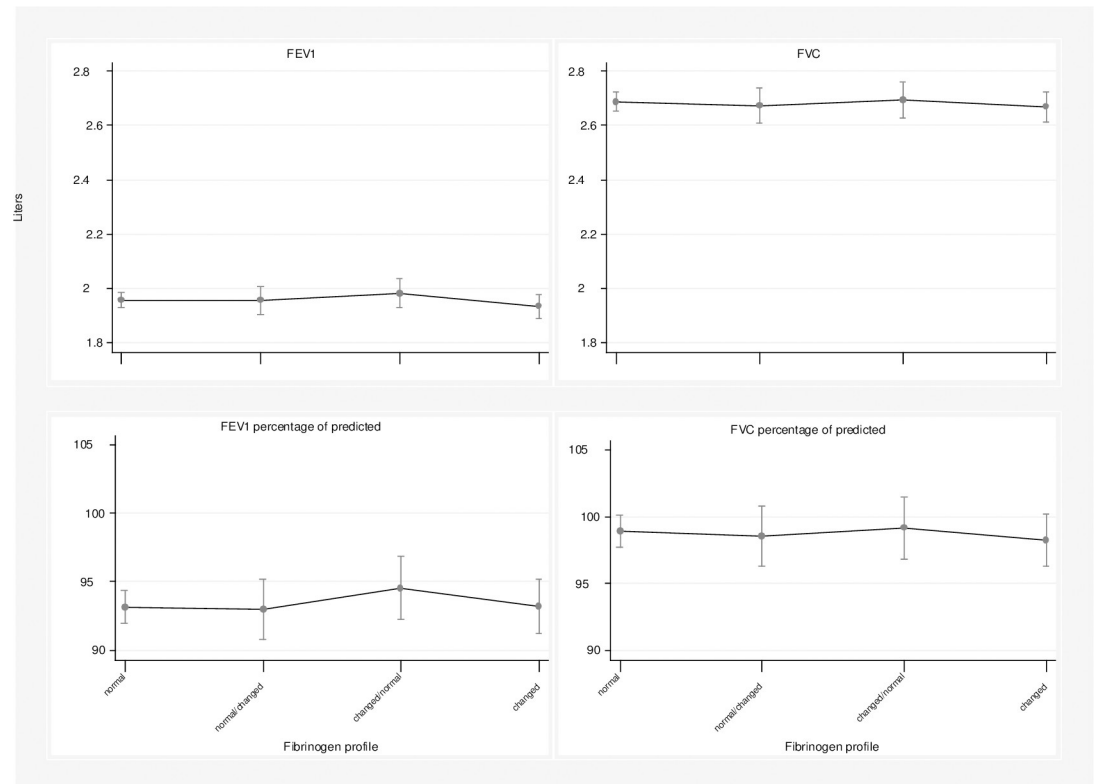 FEV1
2.8
2.6
2.4
2.2
2
1.8
Liters
FVC
2.8
2.6
2.4
2.2
2
1.8
FEV1 percentage of predicted
105
100
95
90
normal
normal/changed
changed/normal
changed
Fibrinogen profile
FVC percentage of predicted
105
100
95
90
normal
normal/changed
changed/normal
changed
Fibrinogen profile